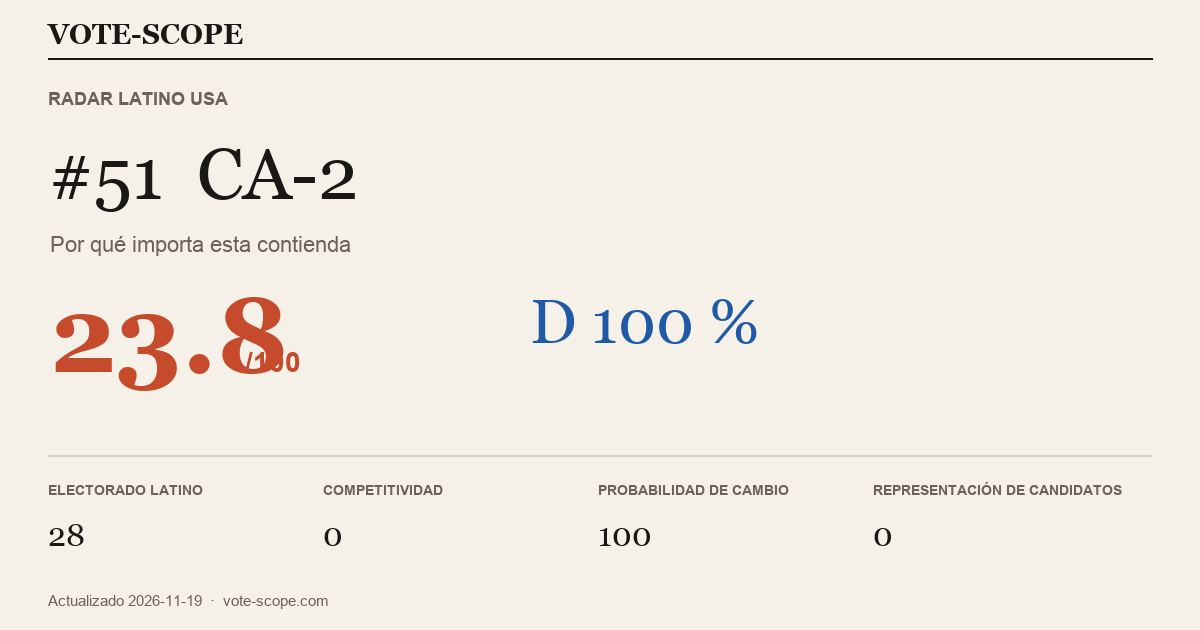 VOTE-SCOPE
RADAR LATINO USA
#51 CA-2
Por qué importa esta contienda
23.8/100
D 100 %
ELECTORADO LATINO
COMPETITIVIDAD
PROBABILIDAD DE CAMBIO
REPRESENTACIÓN DE CANDIDATOS
28
0
100
0
Actualizado 2026-11-19 · vote-scope.com